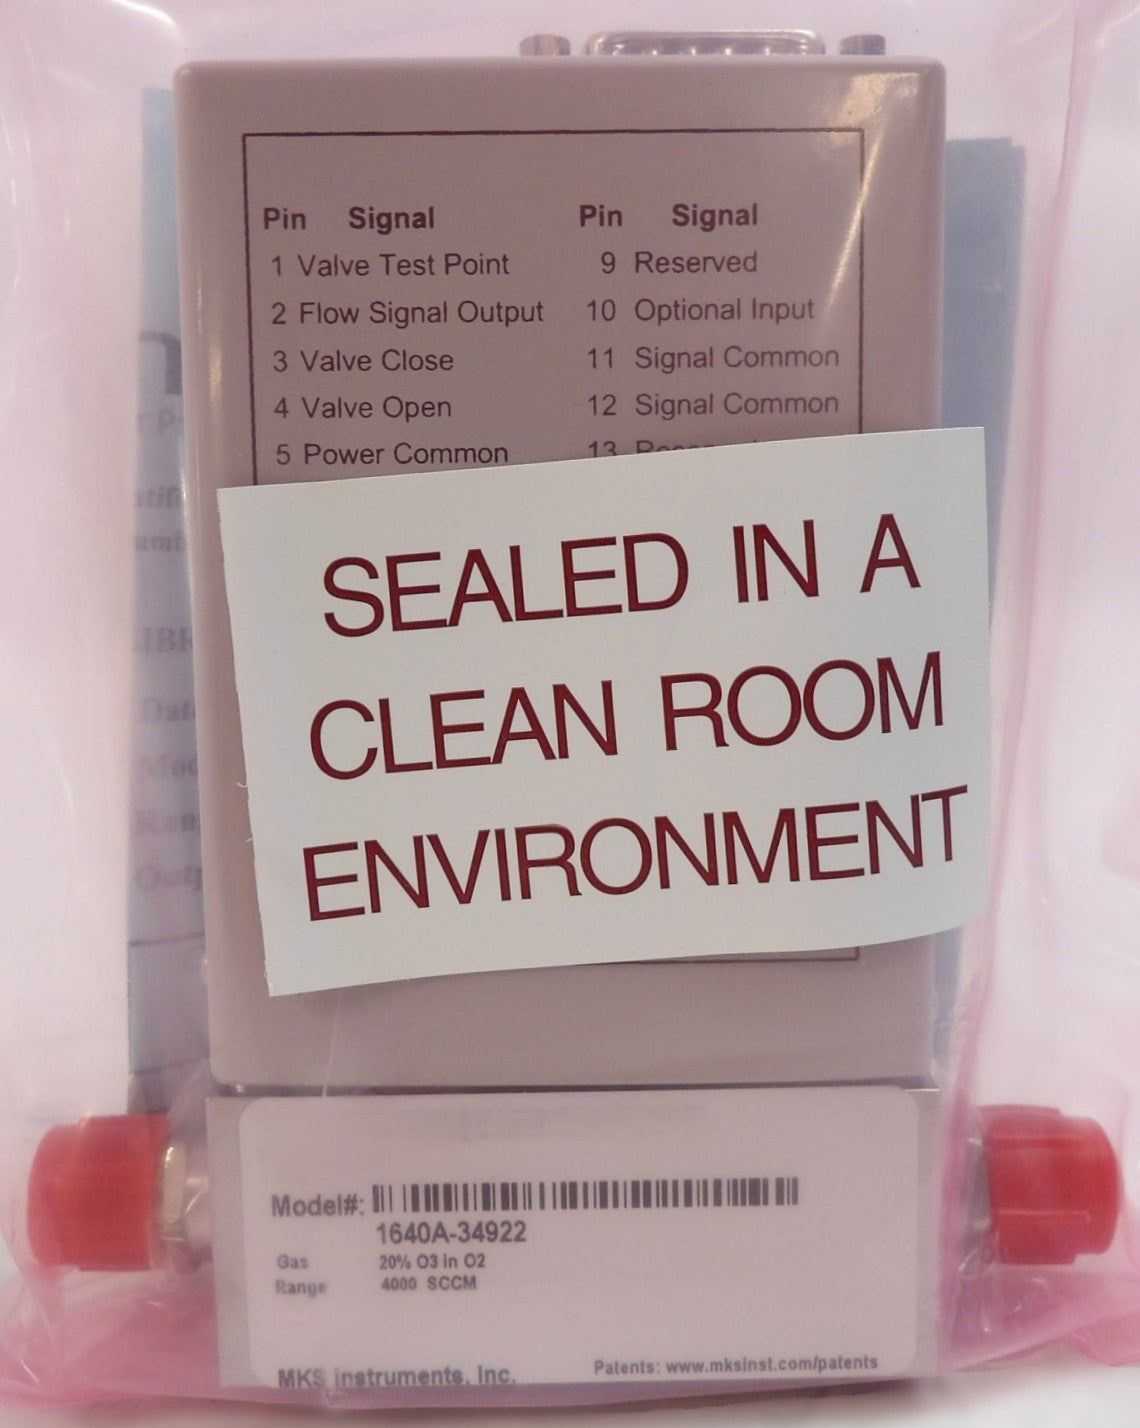 Pin Signal Pin Signal
1 Valve Test Point 9 Reserved
2 Flow Signal Output 10 Optional Input
3 Valve Close 11 Signal Common
4 Valve Open 12 Signal Common
5 Power Common 13
SEALED IN A
CLEAN ROOM
ENVIRONMENT
Model#:
1640A-34922
Gas 20% O3 in O2
Range 4000 SCCM
MKS Instruments, Inc. Patents: www.mksinst.com/patents